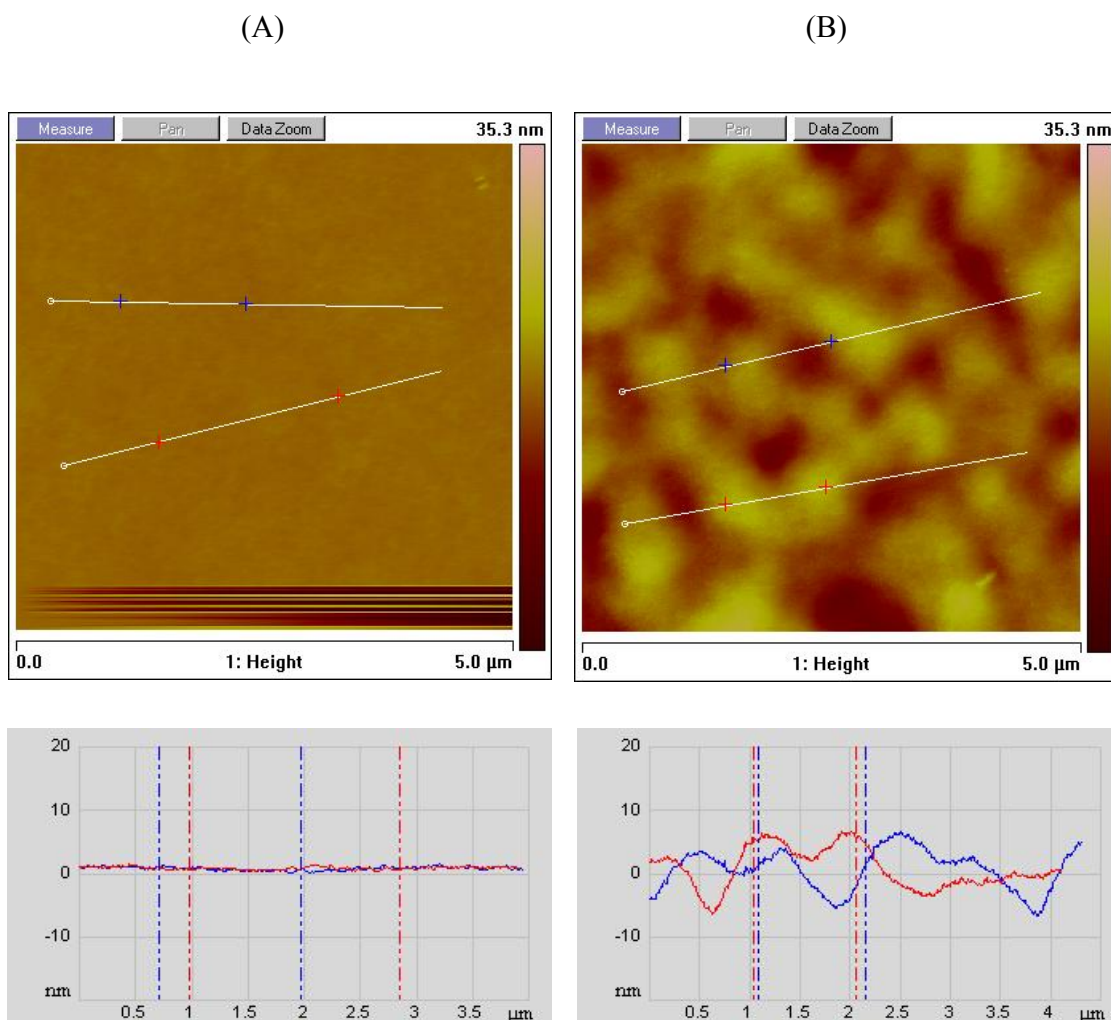 (A) (B)
Measure Pan Data Zoom 35.3 nm
Measure Pan Data Zoom 35.3 nm
0.0 1: Height 5.0 µm
0.0 1: Height 5.0 µm
20
10
0
-10
nm
0.5 1 1.5 2 2.5 3 3.5 µm
20
10
0
-10
nm
0.5 1 1.5 2 2.5 3 3.5 4 µm